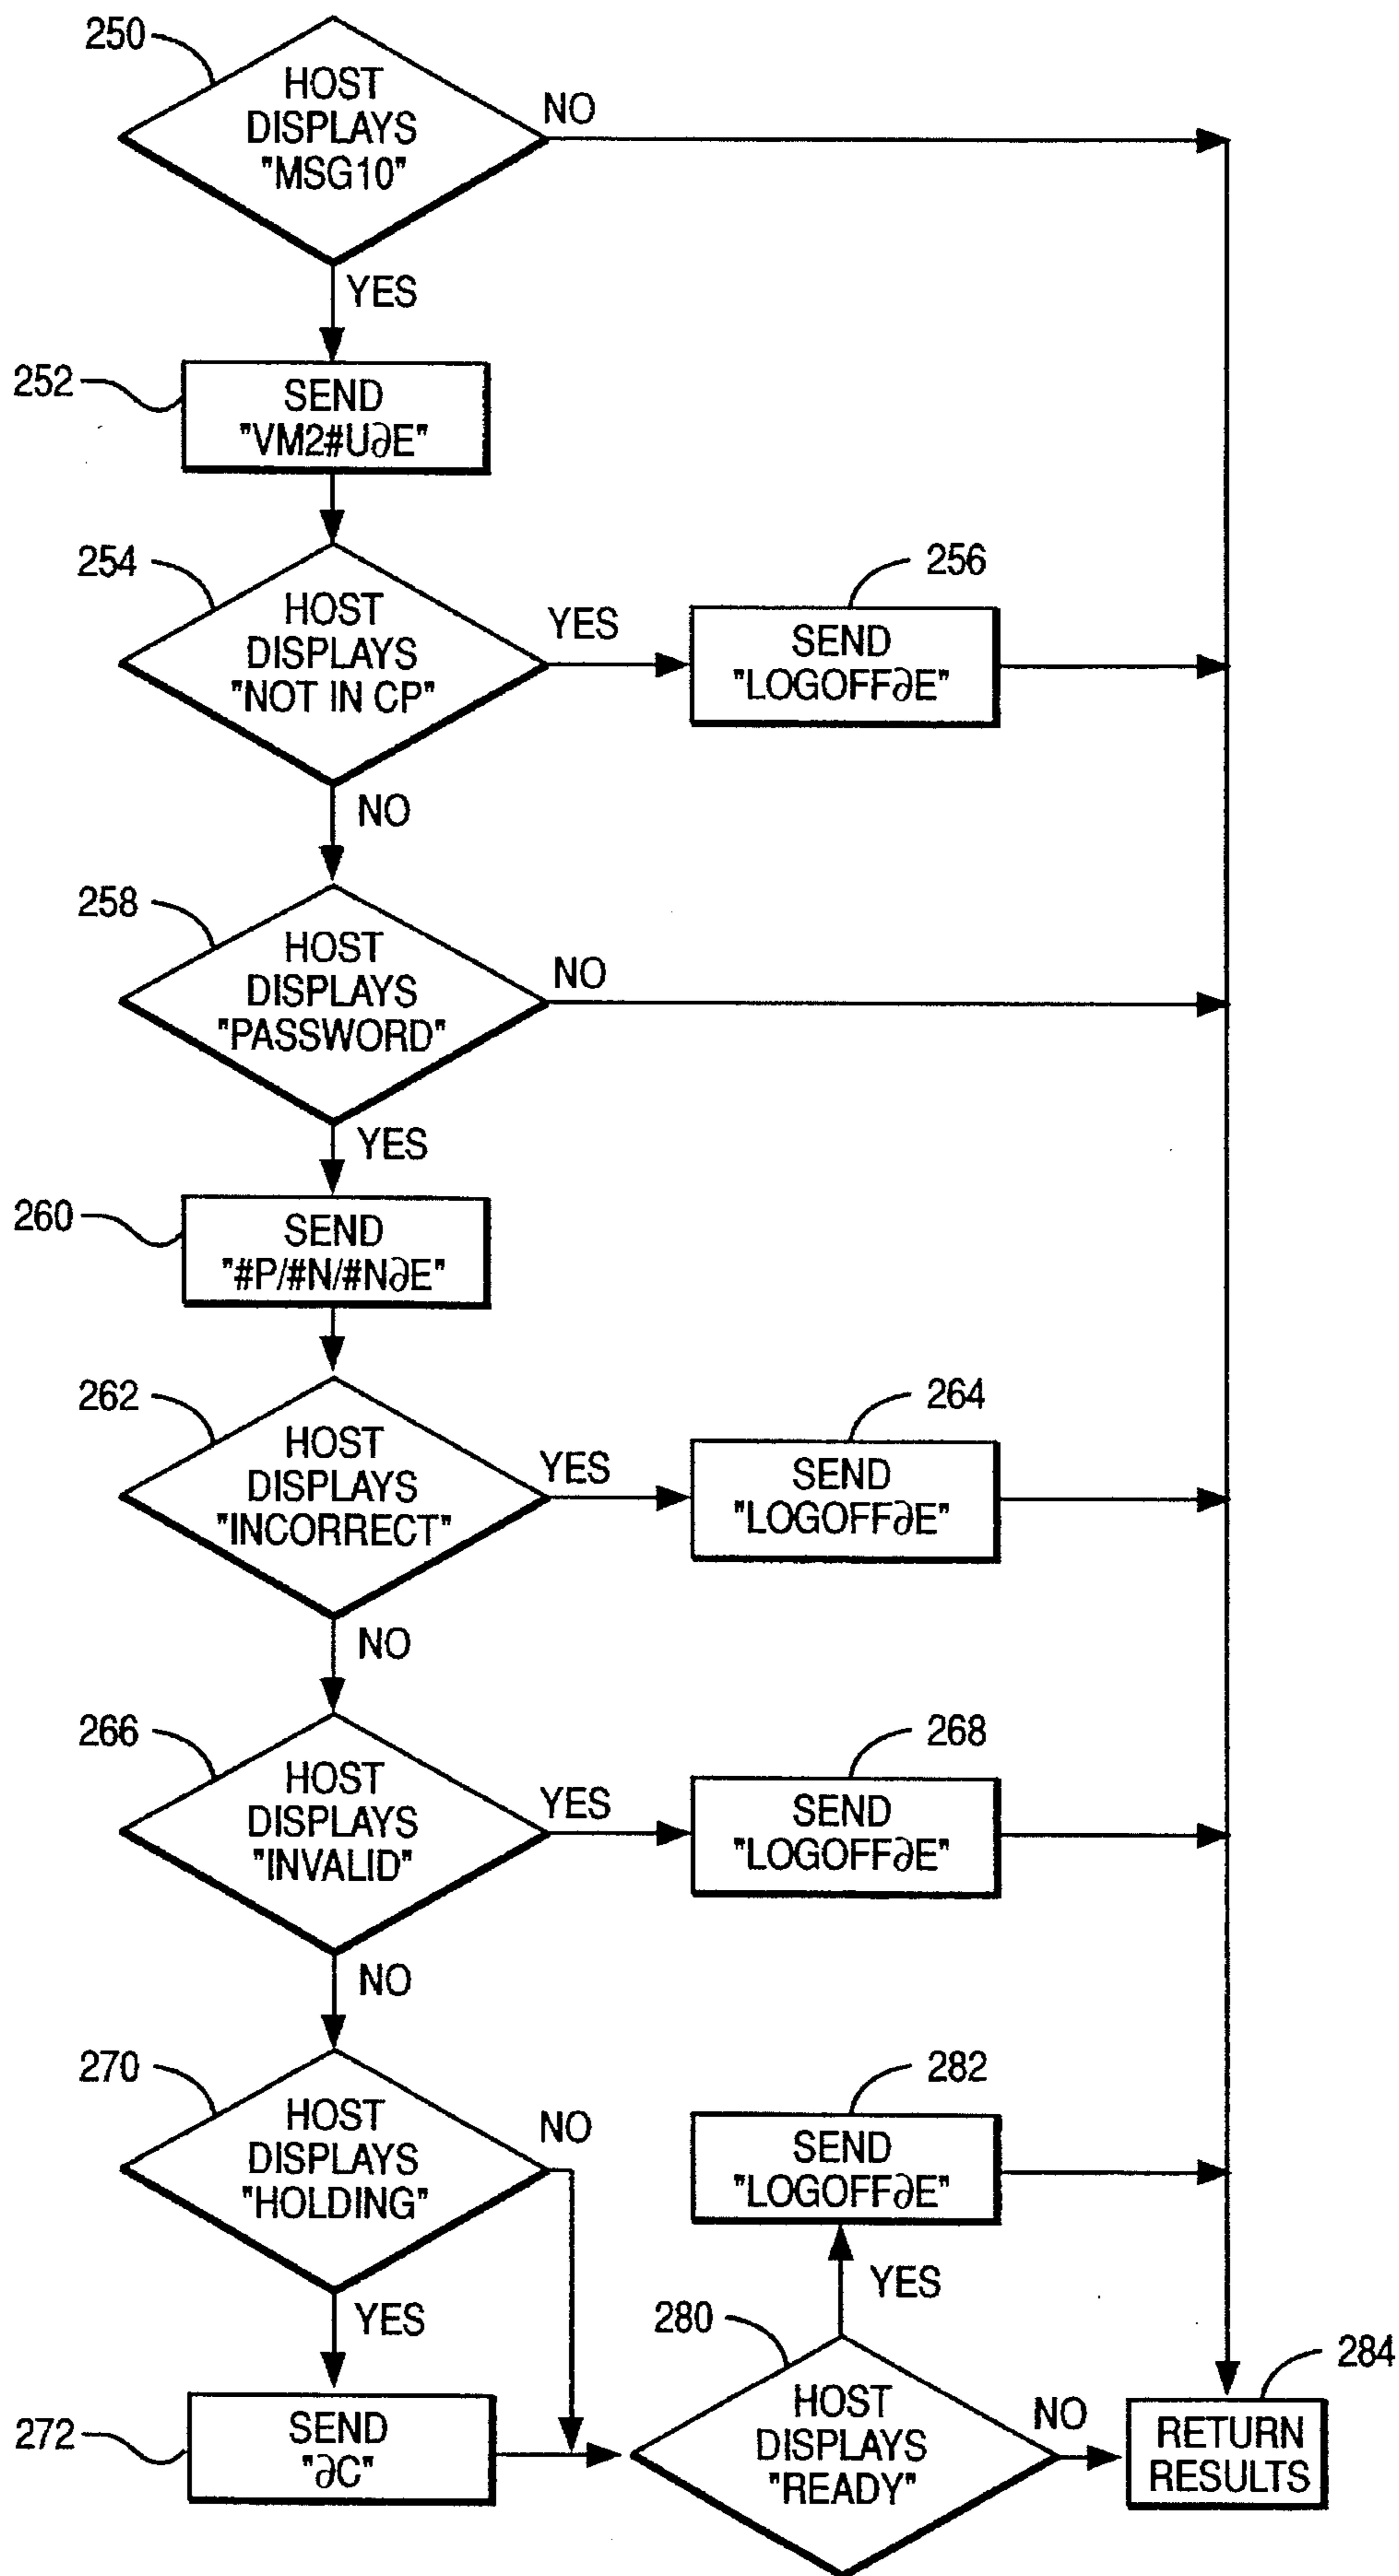 250
HOST
DISPLAYS
"MSG10"
NO
YES
252
SEND
"VM2#U∂E"
254
HOST
DISPLAYS
"NOT IN CP"
YES
256
SEND
"LOGOFF∂E"
NO
258
HOST
DISPLAYS
"PASSWORD"
NO
YES
260
SEND
"#P/#N/#N∂E"
262
HOST
DISPLAYS
"INCORRECT"
YES
264
SEND
"LOGOFF∂E"
NO
266
HOST
DISPLAYS
"INVALID"
YES
268
SEND
"LOGOFF∂E"
NO
270
HOST
DISPLAYS
"HOLDING"
NO
282
SEND
"LOGOFF∂E"
YES
YES
272
SEND
"∂C"
280
HOST
DISPLAYS
"READY"
NO
284
RETURN
RESULTS